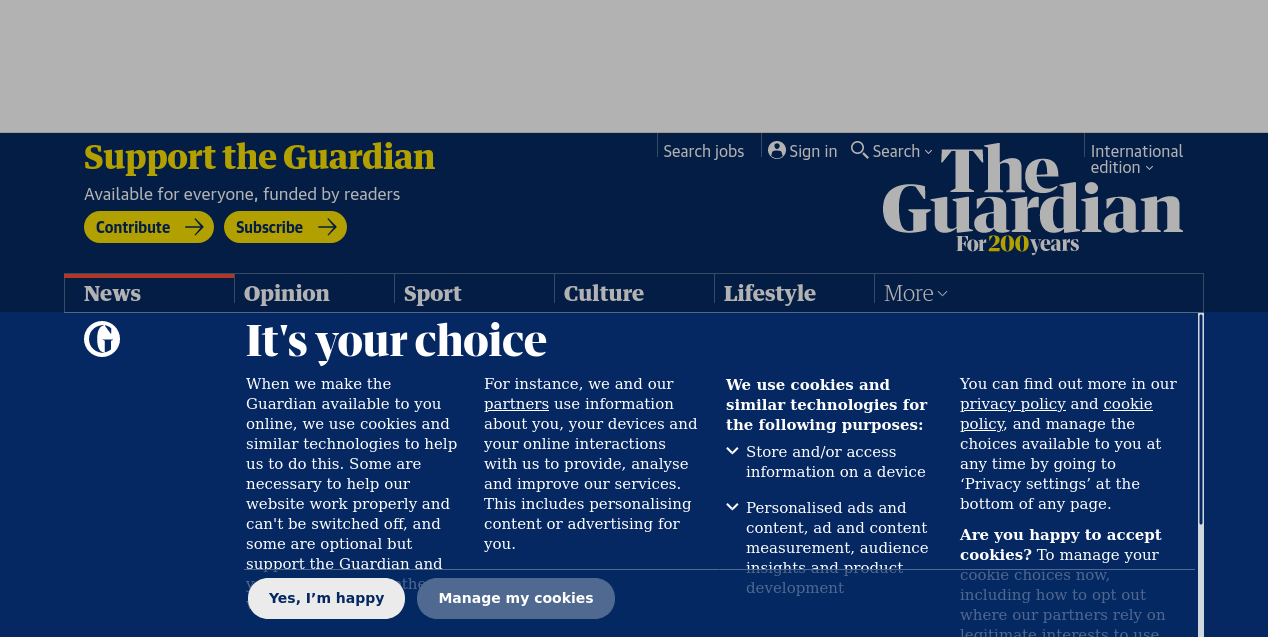 Support the Guardian
Available for everyone, funded by readers
Contribute
Subscribe
Search jobs
Sign in
Search
International
edition
The
Guardian
For 200 years
News
Opinion
Sport
Culture
Lifestyle
More
It's your choice
When we make the
Guardian available to you
online, we use cookies and
similar technologies to help
us to do this. Some are
necessary to help our
website work properly and
can't be switched off, and
some are optional but
support the Guardian and
For instance, we and our
partners use information
about you, your devices and
your online interactions
with us to provide, analyse
and improve our services.
This includes personalising
content or advertising for
you.
We use cookies and
similar technologies for
the following purposes:
Store and/or access
information on a device
Personalised ads and
content, ad and content
measurement, audience
insights and product
development
You can find out more in our
privacy policy and cookie
policy, and manage the
choices available to you at
any time by going to
‘Privacy settings’ at the
bottom of any page.
Are you happy to accept
cookies? To manage your
cookie choices now,
including how to opt out
where our partners rely on
legitimate interests to use
Yes, I’m happy
Manage my cookies